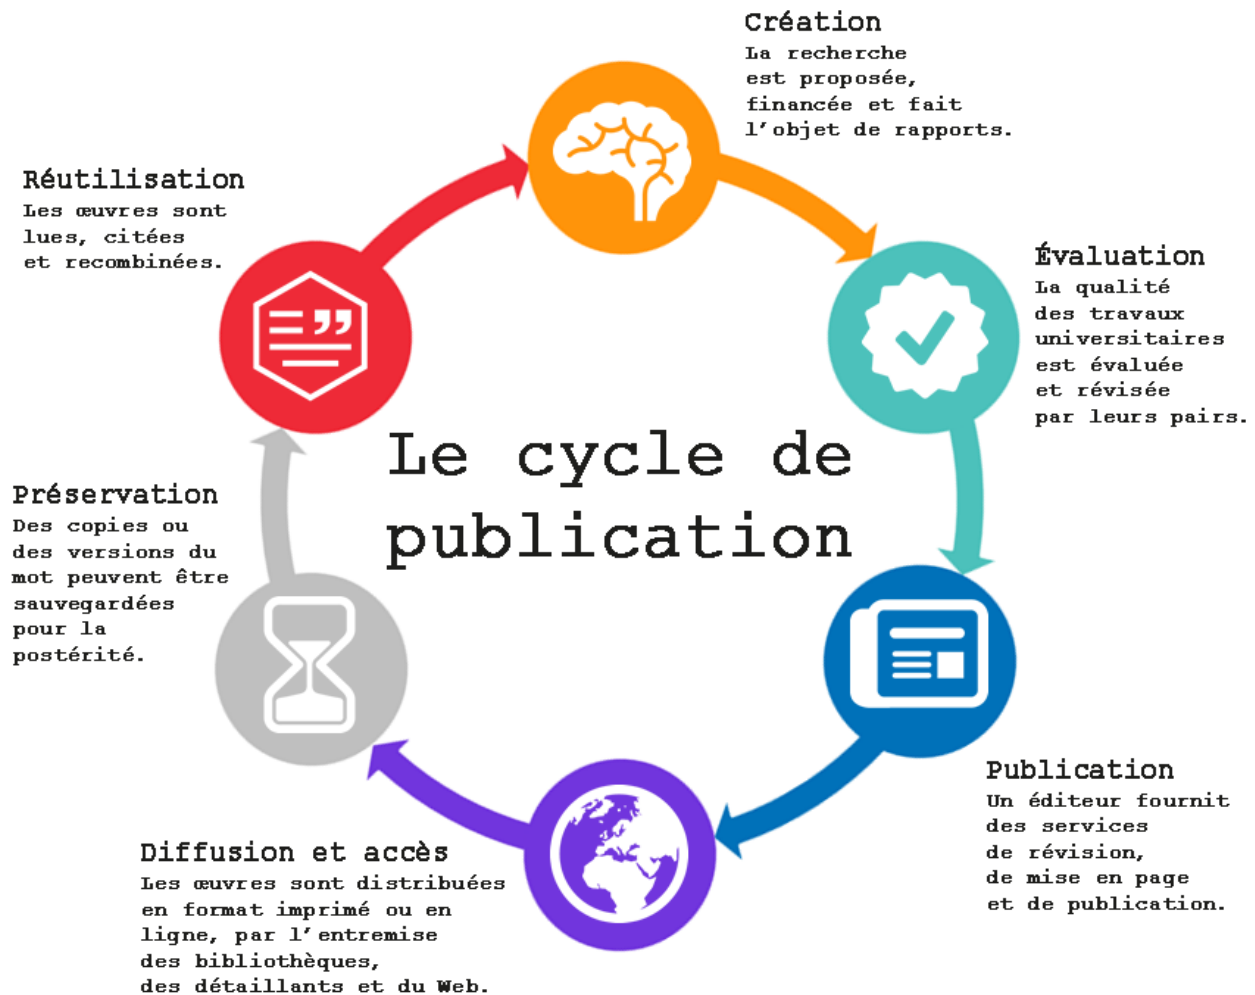 Le cycle de
publication
Création
La recherche
est proposée,
financée et fait
l'objet de rapports.
Évaluation
La qualité
des travaux
universitaires
est évaluée
et révisée
par leurs pairs.
Publication
Un éditeur fournit
des services
de révision,
de mise en page
et de publication.
Diffusion et accès
Les œuvres sont distribuées
en format imprimé ou en
ligne, par l'entremise
des bibliothèques,
des détaillants et du Web.
Préservation
Des copies ou
des versions du
mot peuvent être
sauvegardées
pour la
postérité.
Réutilisation
Les œuvres sont
lues, citées
et recombinées.